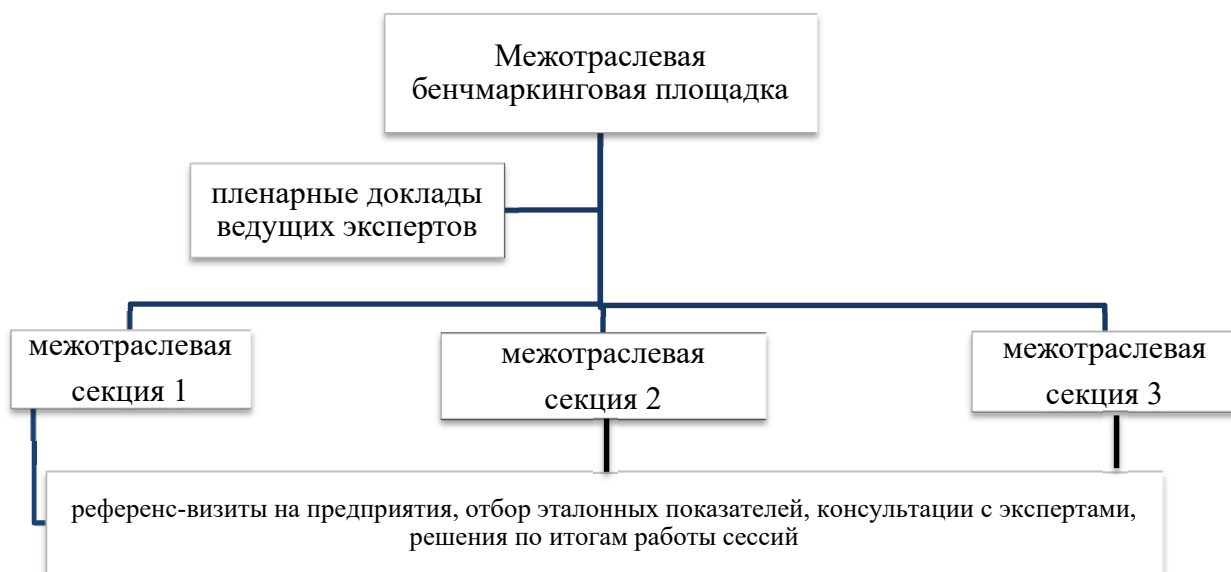 Межотраслевая
бенчмаркинговая площадка
пленарные доклады
ведущих экспертов
межотраслевая
секция 1
межотраслевая
секция 2
межотраслевая
секция 3
референс-визиты на предприятия, отбор эталонных показателей, консультации с экспертами,
решения по итогам работы сессий